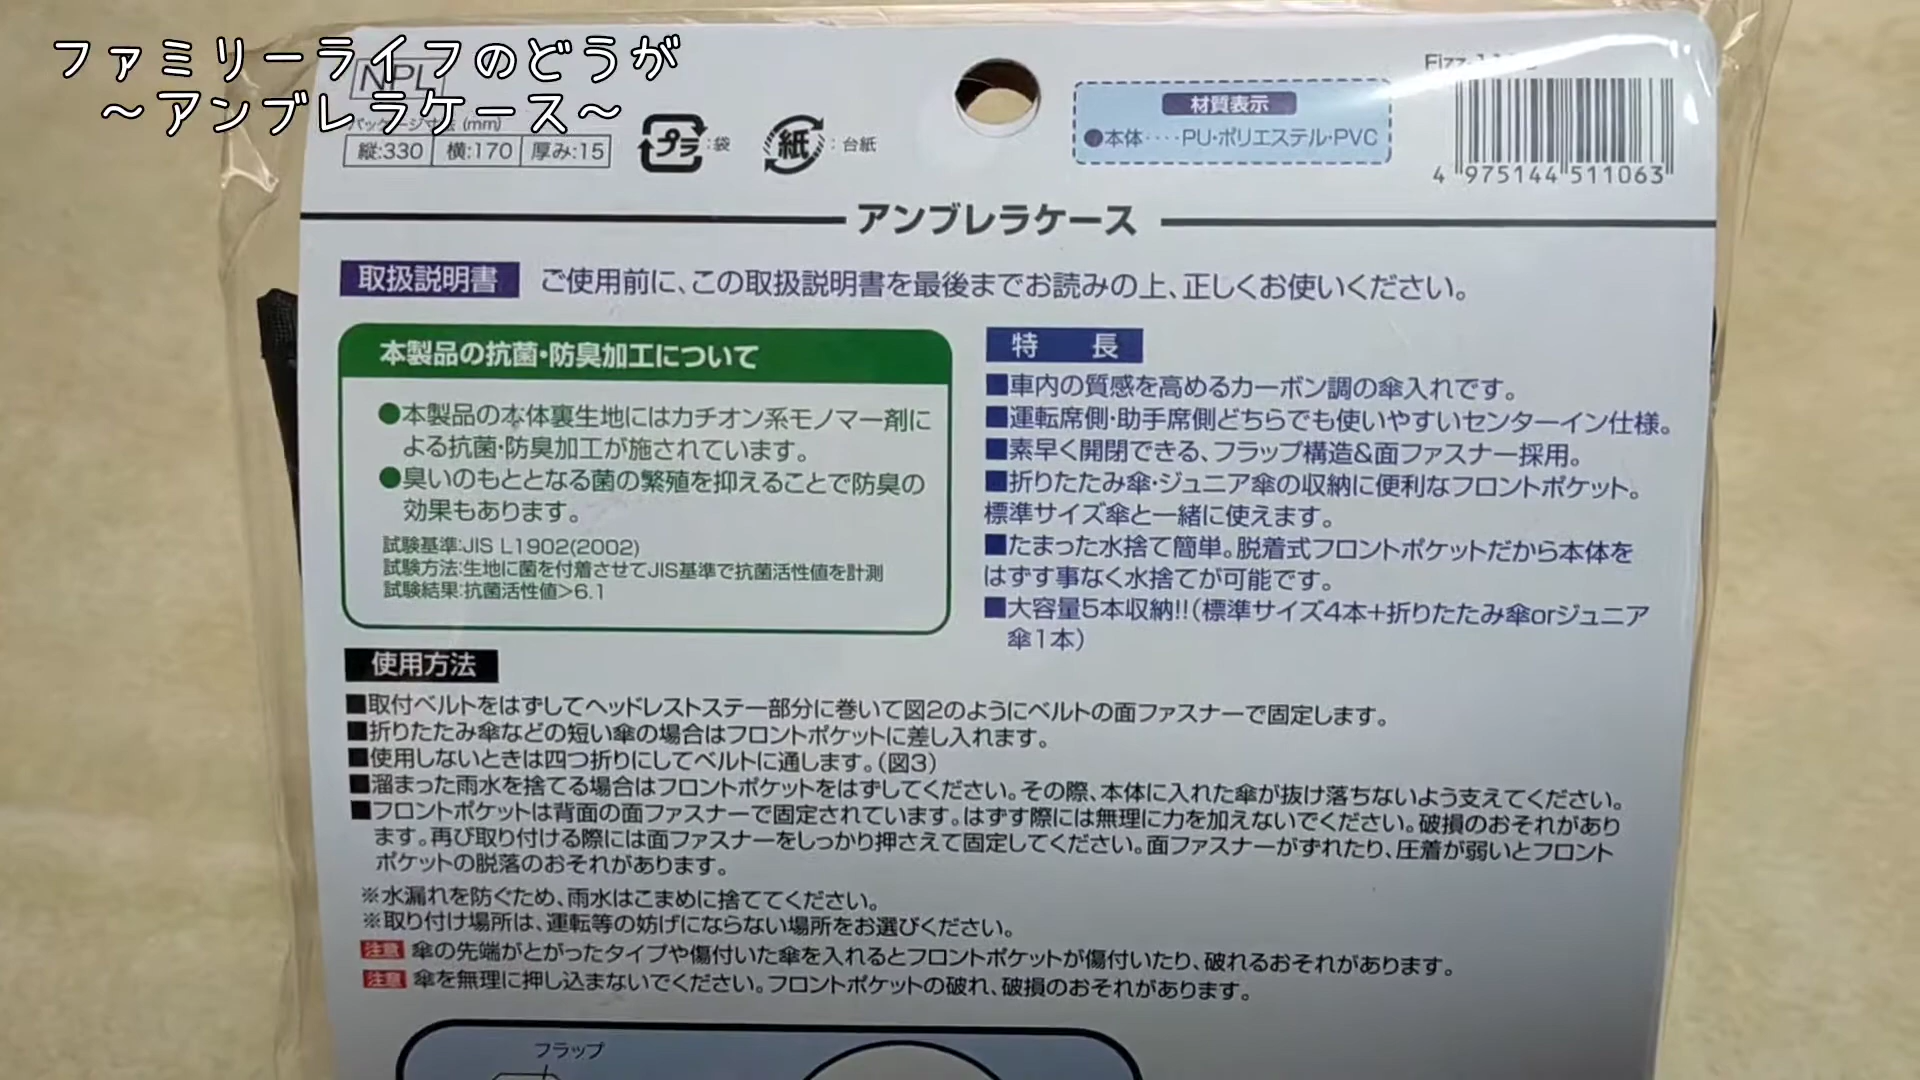 ファミリーライフのどうが
～アンブレラケース～
NPL
パッケージ寸法(mm)
縦:330 横:170 厚み:15
プラ:袋
紙:台紙
材質表示
●本体‥‥PU・ポリエステル・PVC
4 975144 511063
アンブレラケース
取扱説明書 ご使用前に、この取扱説明書を最後までお読みの上、正しくお使いください。
本製品の抗菌・防臭加工について
●本製品の本体裏生地にはカチオン系モノマー剤に
よる抗菌・防臭加工が施されています。
●臭いのもととなる菌の繁殖を抑えることで防臭の
効果もあります。
試験基準:JIS L1902(2002)
試験方法:生地に菌を付着させてJIS基準で抗菌活性値を計測
試験結果:抗菌活性値>6.1
特 長
■車内の質感を高めるカーボン調の傘入れです。
■運転席側・助手席側どちらでも使いやすいセンターイン仕様。
■素早く開閉できる、フラップ構造&面ファスナー採用。
■折りたたみ傘・ジュニア傘の収納に便利なフロントポケット。
標準サイズ傘と一緒に使えます。
■たまった水捨て簡単。脱着式フロントポケットだから本体を
はずす事なく水捨てが可能です。
■大容量5本収納!!(標準サイズ4本+折りたたみ傘orジュニア
傘1本)
使用方法
■取付ベルトをはずしてヘッドレストステー部分に巻いて図2のようにベルトの面ファスナーで固定します。
■折りたたみ傘などの短い傘の場合はフロントポケットに差し入れます。
■使用しないときは四つ折りにしてベルトに通します。(図3)
■溜まった雨水を捨てる場合はフロントポケットをはずしてください。その際、本体に入れた傘が抜け落ちないよう支えてください。
■フロントポケットは背面の面ファスナーで固定されています。はずす際には無理に力を加えないでください。破損のおそれがあり
ます。再び取り付ける際には面ファスナーをしっかり押さえて固定してください。面ファスナーがずれたり、圧着が弱いとフロント
ポケットの脱落のおそれがあります。
※水漏れを防ぐため、雨水はこまめに捨ててください。
※取り付け場所は、運転等の妨げにならない場所をお選びください。
注意 傘の先端がとがったタイプや傷付いた傘を入れるとフロントポケットが傷付いたり、破れるおそれがあります。
注意 傘を無理に押し込まないでください。フロントポケットの破れ、破損のおそれがあります。
フラップ